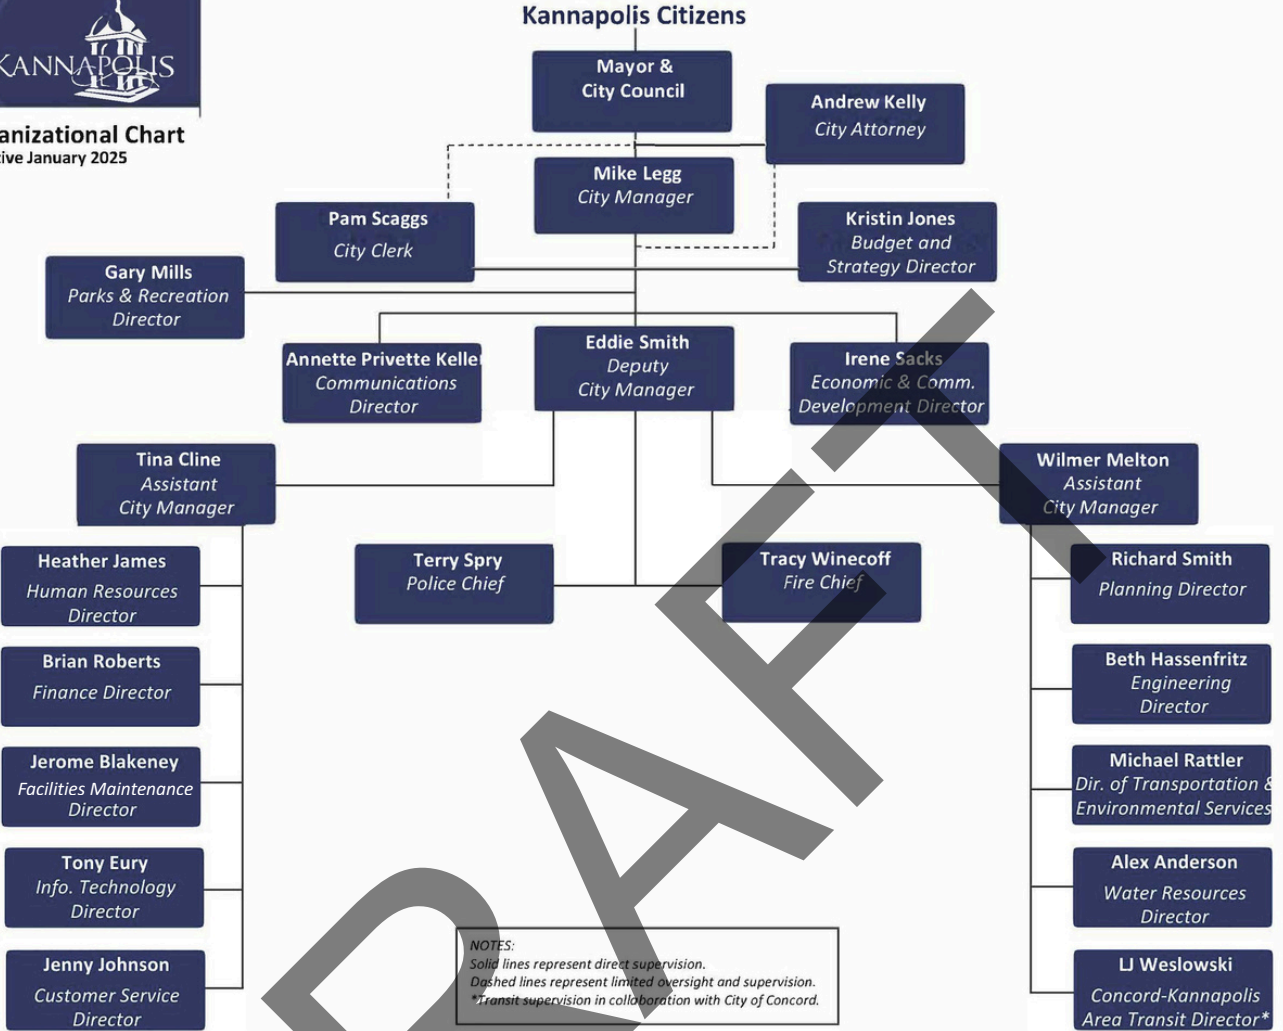 Kannapolis Citizens
KANNAPOLIS
anizational Chart
tive January 2025
Mayor &
City Council
Andrew Kelly
City Attorney
Mike Legg
City Manager
Pam Scaggs
City Clerk
Kristin Jones
Budget and
Strategy Director
Gary Mills
Parks & Recreation
Director
Annette Privette Kelle
Communications
Director
Eddie Smith
Deputy
City Manager
Irene Sacks
Economic & Comm.
Development Director
Tina Cline
Assistant
City Manager
Wilmer Melton
Assistant
City Manager
Terry Spry
Police Chief
Tracy Winecoff
Fire Chief
Heather James
Human Resources
Director
Brian Roberts
Finance Director
Jerome Blakeney
Facilities Maintenance
Director
Tony Eury
Info. Technology
Director
Jenny Johnson
Customer Service
Director
Richard Smith
Planning Director
Beth Hassenfritz
Engineering
Director
Michael Rattler
Dir. of Transportation &
Environmental Services
Alex Anderson
Water Resources
Director
LJ Weslowski
Concord-Kannapolis
Area Transit Director*
NOTES:
Solid lines represent direct supervision.
Dashed lines represent limited oversight and supervision.
*Transit supervision in collaboration with City of Concord.
RAFT